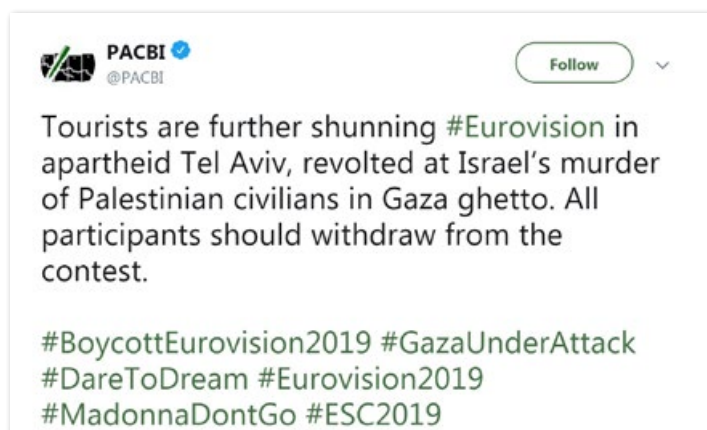 PACBI
@PACBI
Follow
Tourists are further shunning #Eurovision in
apartheid Tel Aviv, revolted at Israel's murder
of Palestinian civilians in Gaza ghetto. All
participants should withdraw from the
contest.
#BoycottEurovision2019 #GazaUnderAttack
#DareToDream #Eurovision2019
#MadonnaDontGo #ESC2019